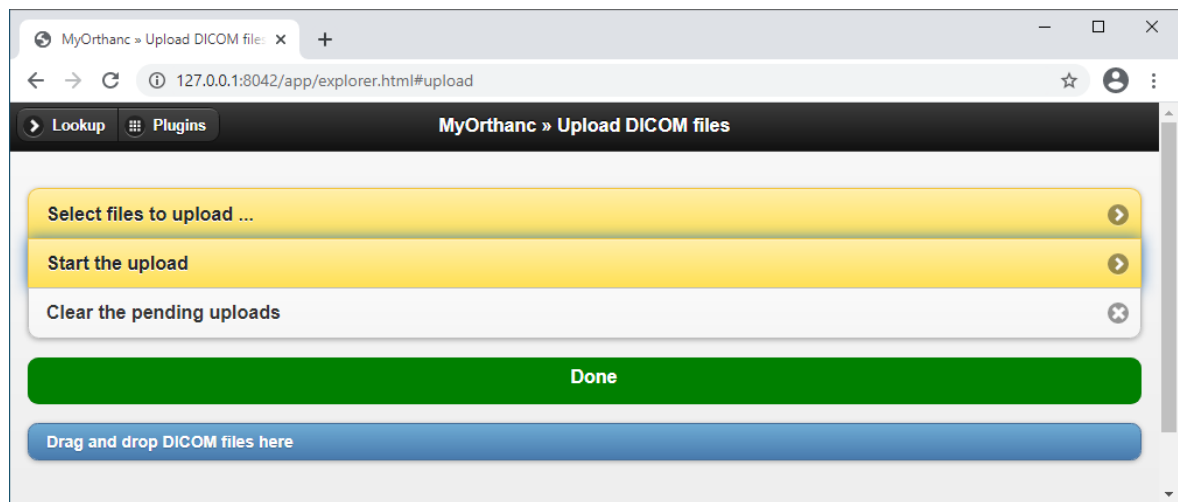 MyOrthanc » Upload DICOM files
127.0.0.1:8042/app/explorer.html#upload
Lookup Plugins MyOrthanc » Upload DICOM files
Select files to upload ...
Start the upload
Clear the pending uploads
Done
Drag and drop DICOM files here